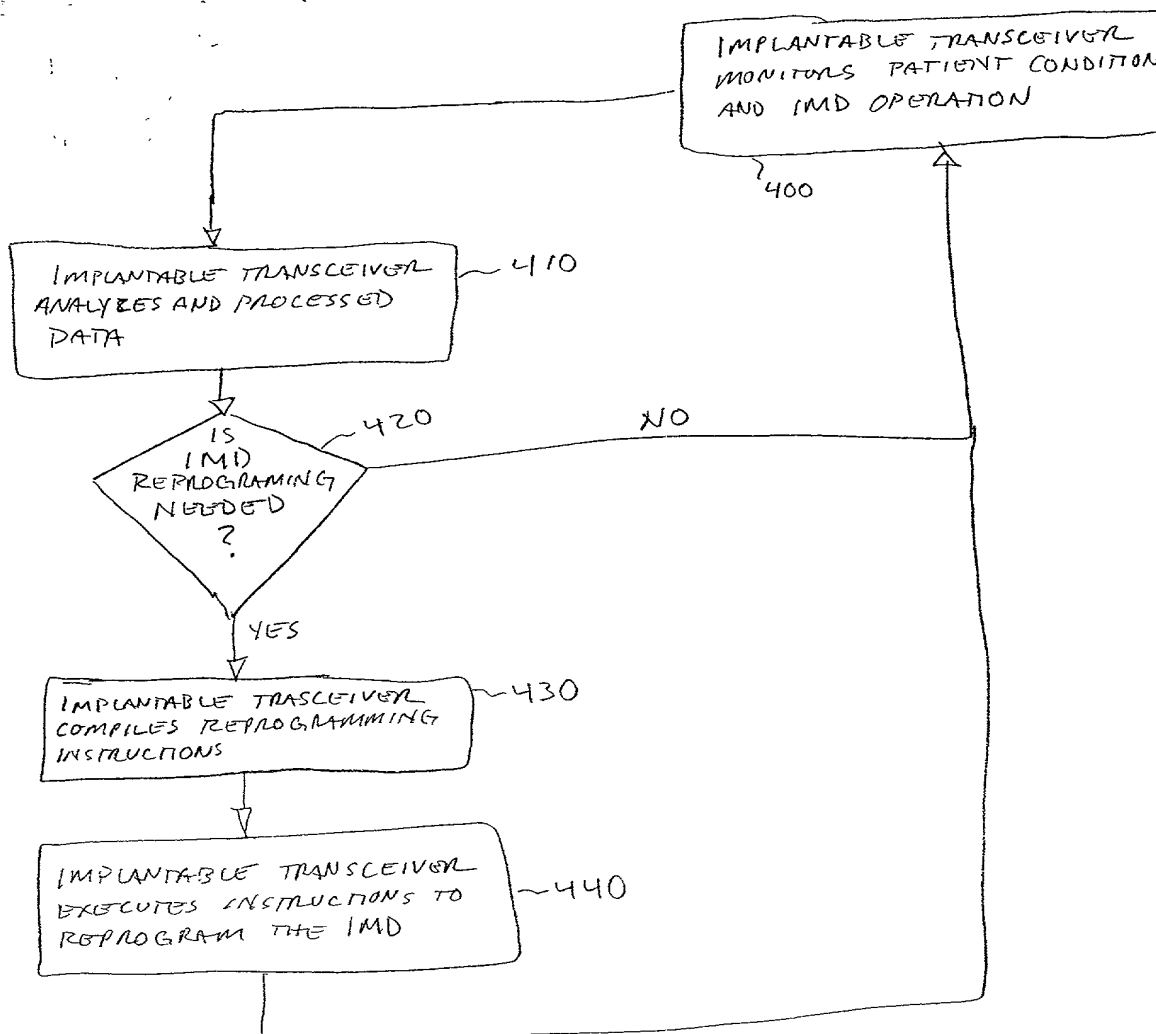 IMPLANTABLE TRANSCEIVER
MONITORS PATIENT CONDITION
AND IMD OPERATION
400
IMPLANTABLE TRANSCEIVER
ANALYZES AND PROCESSED
DATA
410
IS
IMD
REPROGRAMING
NEEDED
?
420
NO
YES
IMPLANTABLE TRASCEIVER
COMPILES REPROGRAMMING
INSTRUCTIONS
430
IMPLANTABLE TRANSCEIVER
EXECUTES INSTRUCTIONS TO
REPROGRAM THE IMD
440